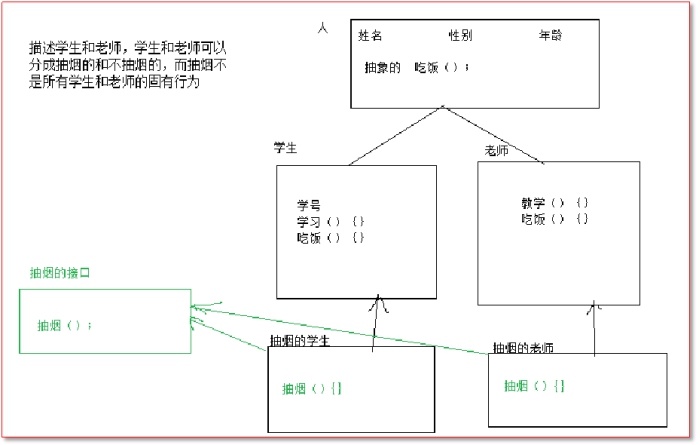 描述学生和老师，学生和老师可以
分成抽烟的和不抽烟的，而抽烟不
是所有学生和老师的固有行为
人
姓名 性别 年龄
抽象的 吃饭（）；
学生
老师
学号
学习（）{}
吃饭（）{}
教学（）{}
吃饭（）{}
抽烟的接口
抽烟（）；
抽烟的学生
抽烟（）{}
抽烟的老师
抽烟（）{}